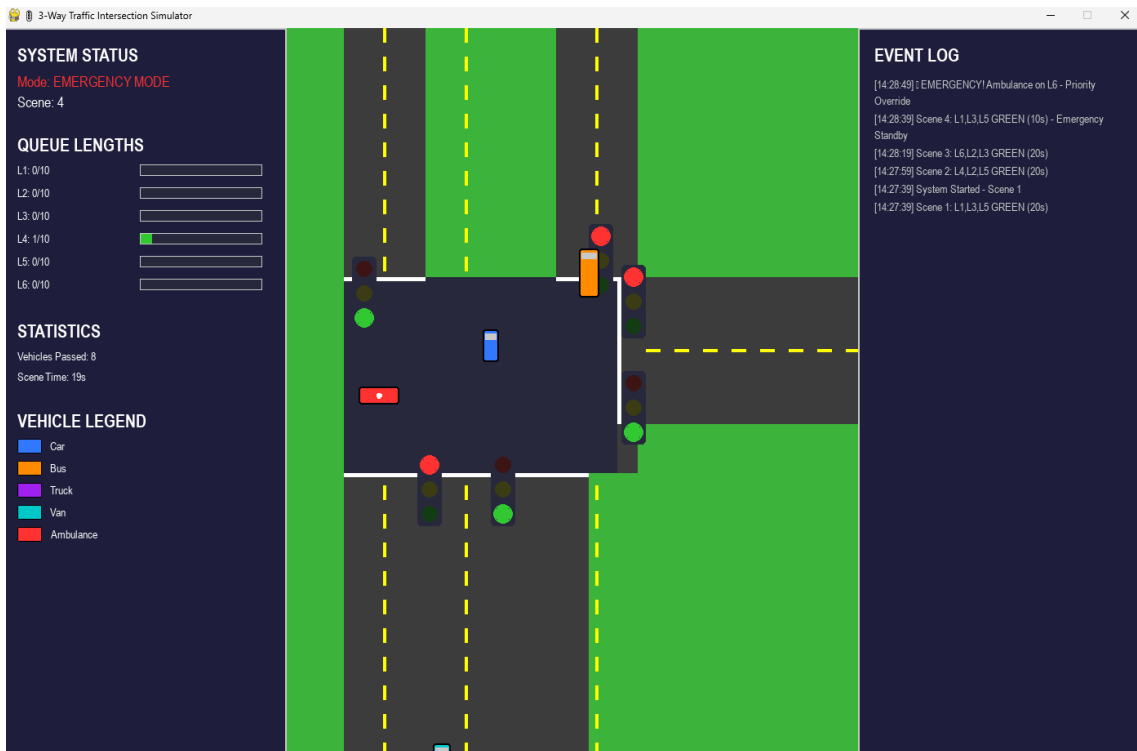 3-Way Traffic Intersection Simulator
SYSTEM STATUS
Mode: EMERGENCY MODE
Scene: 4
QUEUE LENGTHS
L1: 0/10
L2: 0/10
L3: 0/10
L4: 1/10
L5: 0/10
L6: 0/10
STATISTICS
Vehicles Passed: 8
Scene Time: 19s
VEHICLE LEGEND
Car
Bus
Truck
Van
Ambulance
EVENT LOG
[14:28:49] ▯ EMERGENCY! Ambulance on L6 - Priority
Override
[14:28:39] Scene 4: L1,L3,L5 GREEN (10s) - Emergency
Standby
[14:28:19] Scene 3: L6,L2,L3 GREEN (20s)
[14:27:59] Scene 2: L4,L2,L5 GREEN (20s)
[14:27:39] System Started - Scene 1
[14:27:39] Scene 1: L1,L3,L5 GREEN (20s)